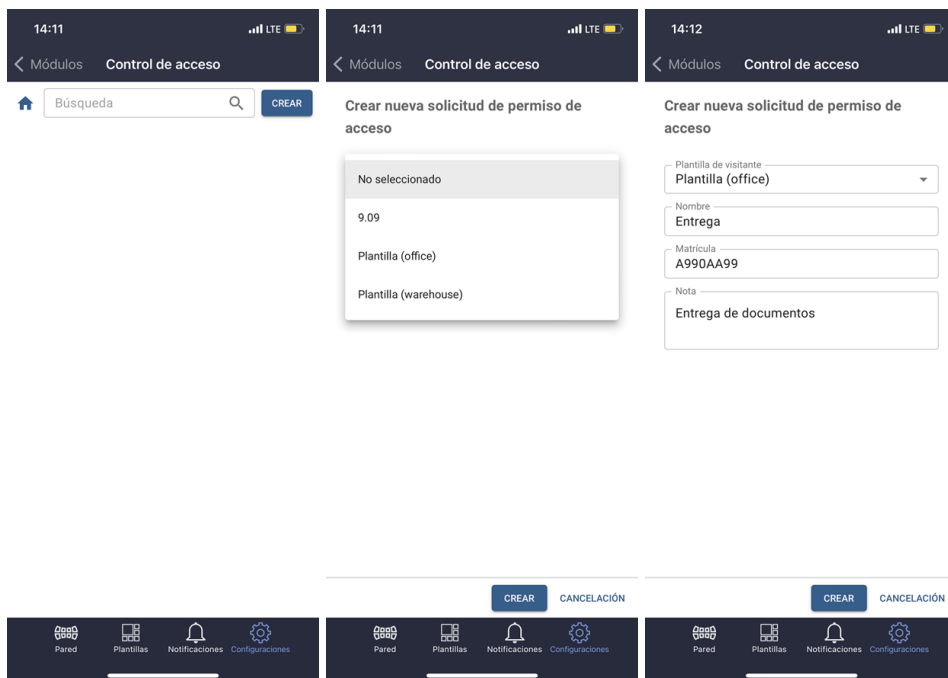 14:11
LTE
Módulos
Control de acceso
Búsqueda
CREAR
Pared
Plantillas
Notificaciones
Configuraciones
14:11
LTE
Módulos
Control de acceso
Crear nueva solicitud de permiso de
acceso
No seleccionado
9.09
Plantilla (office)
Plantilla (warehouse)
CREAR
CANCELACIÓN
Pared
Plantillas
Notificaciones
Configuraciones
14:12
LTE
Módulos
Control de acceso
Crear nueva solicitud de permiso de
acceso
Plantilla de visitante
Plantilla (office)
Nombre
Entrega
Matrícula
A990AA99
Nota
Entrega de documentos
CREAR
CANCELACIÓN
Pared
Plantillas
Notificaciones
Configuraciones